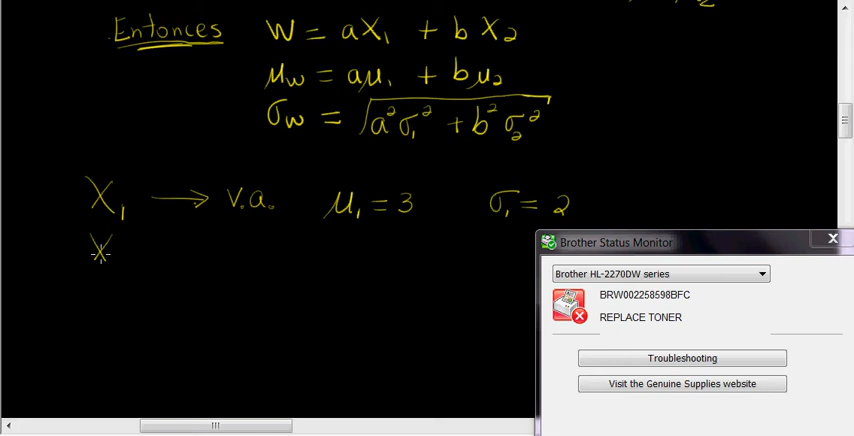 Entonces W = aX₁ + bX₂
μw = aμ₁ + bμ₂
σw = √(a²σ₁² + b²σ₂²)
X₁ → v.a. μ₁ = 3 σ₁ = 2
X
Brother Status Monitor
Brother HL-2270DW series
BRW002258598BFC
REPLACE TONER
Troubleshooting
Visit the Genuine Supplies website